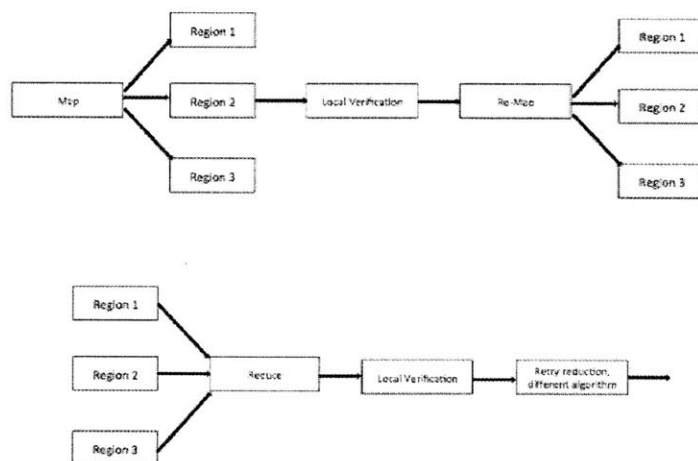 Region 1
Region 1
Map
Region 2
Local Verification
Re-Map
Region 2
Region 3
Region 3
Region 1
Region 2
Reduce
Local Verification
Retry reduction,
different algorithm
Region 3